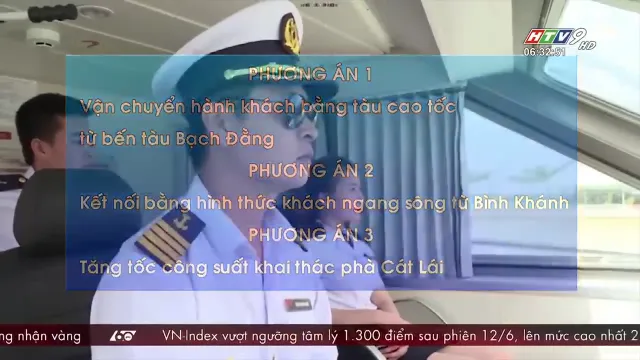 HTV9 HD
06:32:51
PHƯƠNG ÁN 1
Vận chuyển hành khách bằng tàu cao tốc
từ bến tàu Bạch Đằng
PHƯƠNG ÁN 2
Kết nối bằng hình thức khách ngang sông từ Bình Khánh
PHƯƠNG ÁN 3
Tăng tốc công suất khai thác phà Cát Lái
ng nhận vàng
VN-Index vượt ngưỡng tâm lý 1.300 điểm sau phiên 12/6, lên mức cao nhất 2